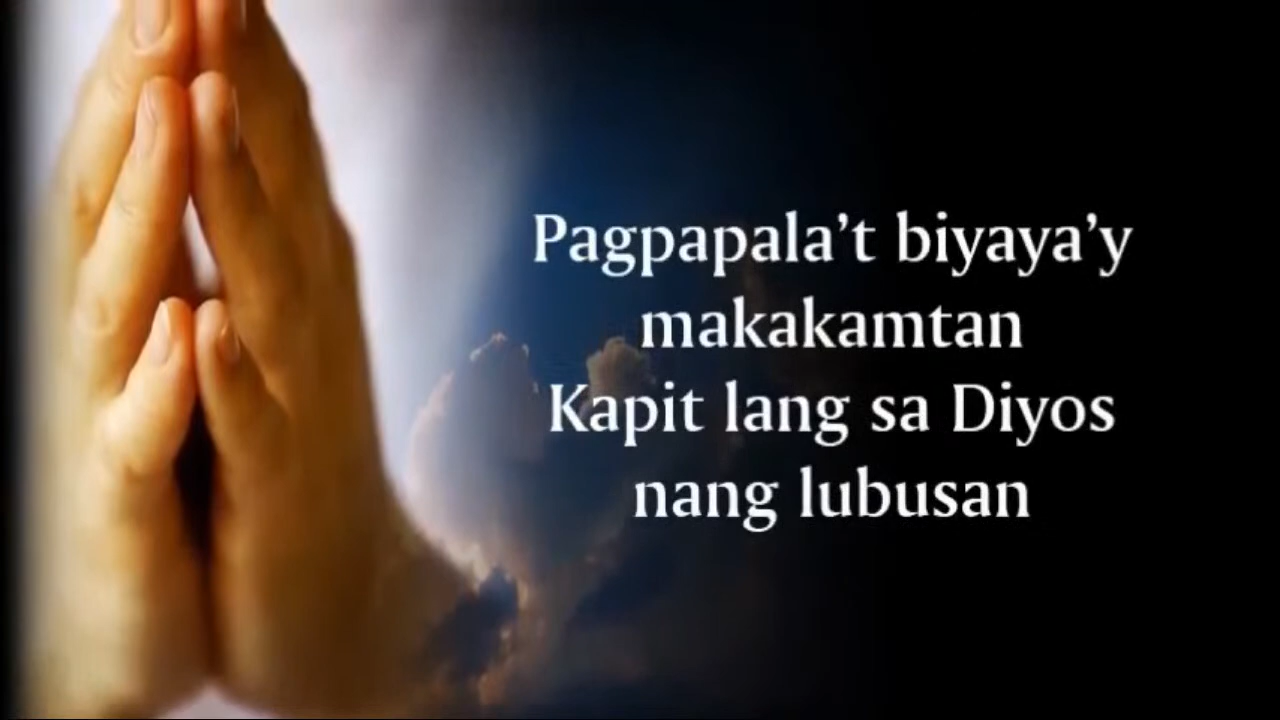 Pagpapala’t biyaya’y
makakamtan
Kapit lang sa Diyos
nang lubusan